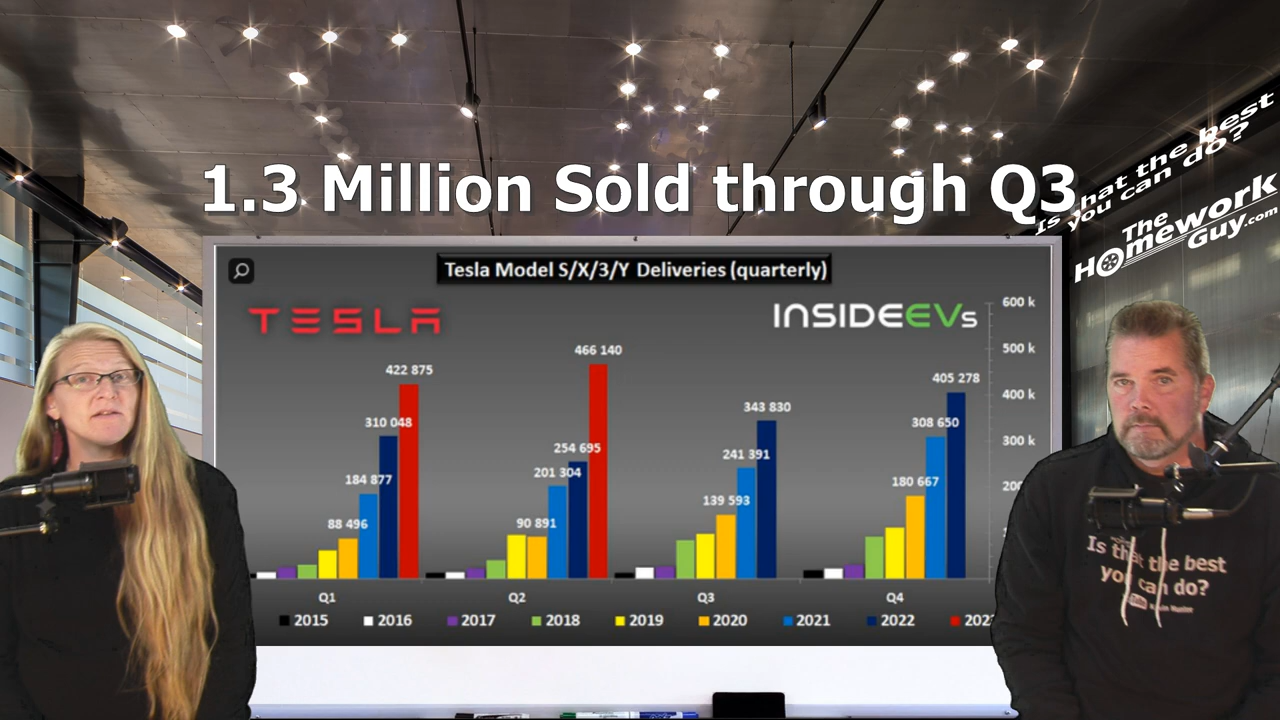 1.3 Million Sold through Q3
Is that the best
you can do?
The
Homework
Guy.com
Tesla Model S/X/3/Y Deliveries (quarterly)
TESLA
INSIDEEVs
600 k
500 k
400 k
300 k
422 875
310 048
184 877
88 496
466 140
254 695
201 304
90 891
343 830
241 391
139 593
405 278
308 650
180 667
Q1
Q2
Q3
Q4
2015
2016
2017
2018
2019
2020
2021
2022
Is that the best
you can do?